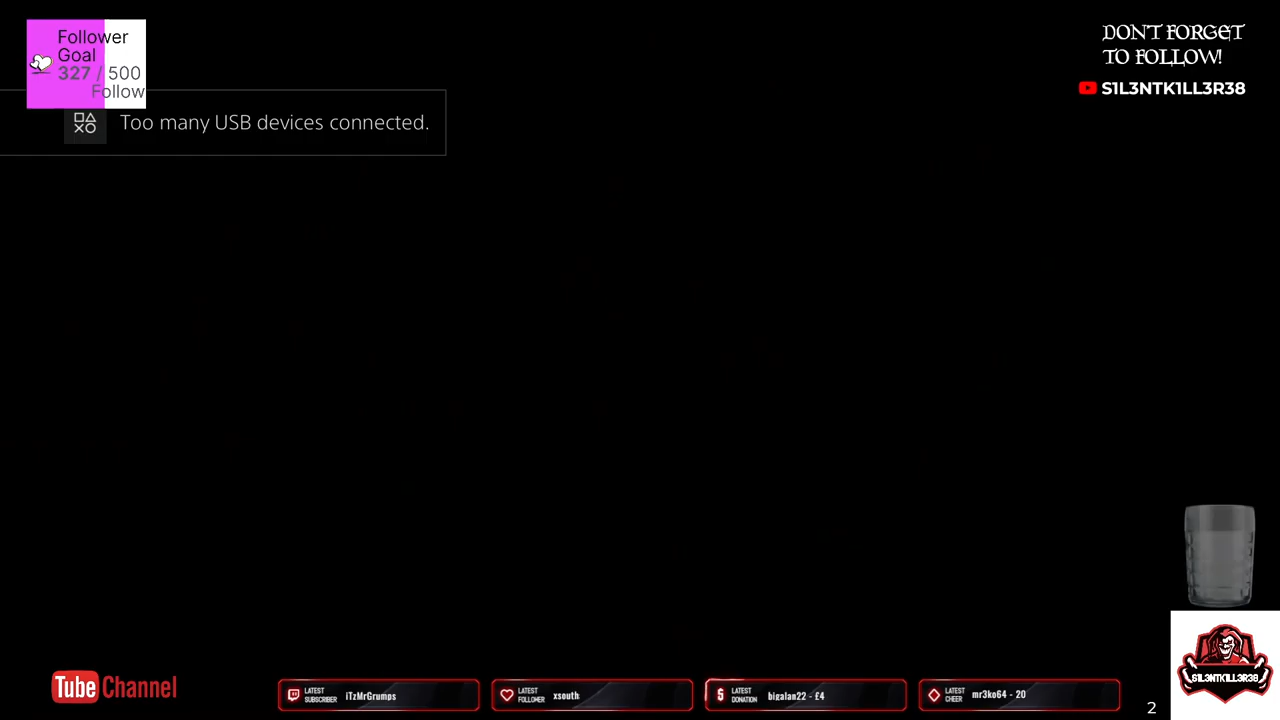 Follower
Goal
327 / 500
Follow
Too many USB devices connected.
DONT FORGET
TO FOLLOW!
S1L3NTK1LL3R38
Tube Channel
LATEST
SUBSCRIBER
iTzMrGrumps
LATEST
FOLLOWER
xsouth
LATEST
DONATION
bigalan22 - £4
LATEST
CHEER
mr3ko64 - 20
2
S1L3NTK1LL3R38